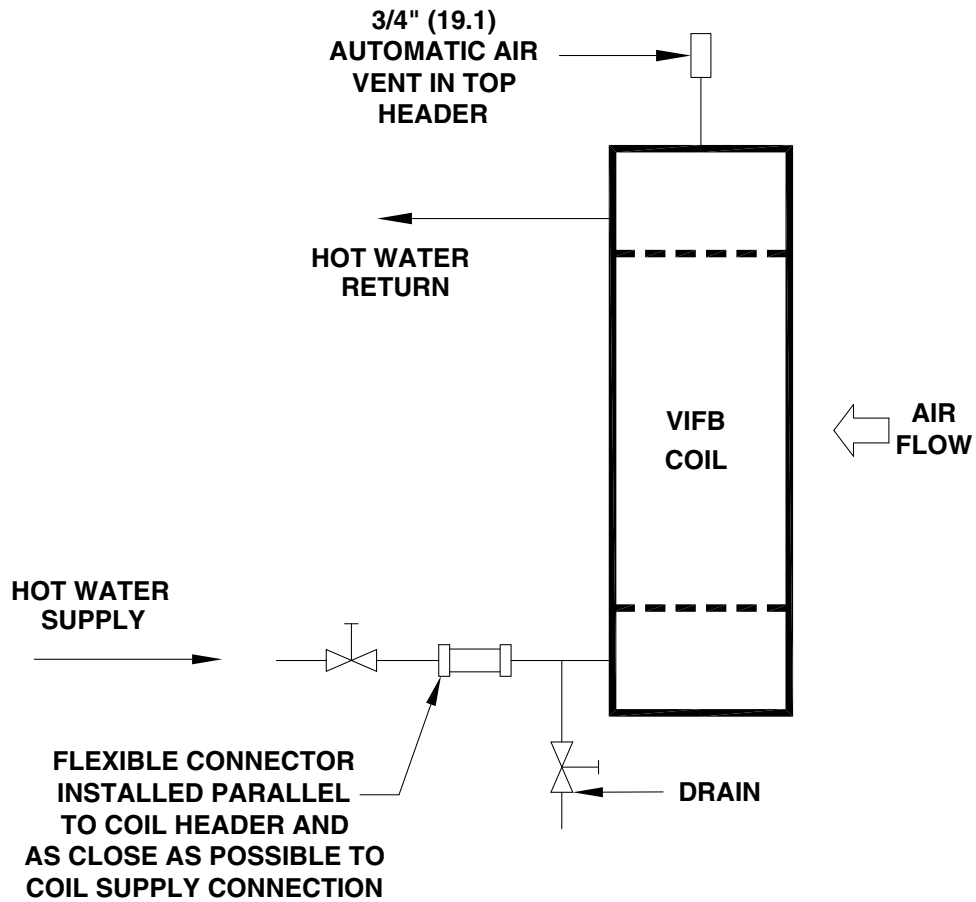 3/4" (19.1)
AUTOMATIC AIR
VENT IN TOP
HEADER
HOT WATER
RETURN
VIFB
COIL
AIR
FLOW
HOT WATER
SUPPLY
FLEXIBLE CONNECTOR
INSTALLED PARALLEL
TO COIL HEADER AND
AS CLOSE AS POSSIBLE TO
COIL SUPPLY CONNECTION
DRAIN